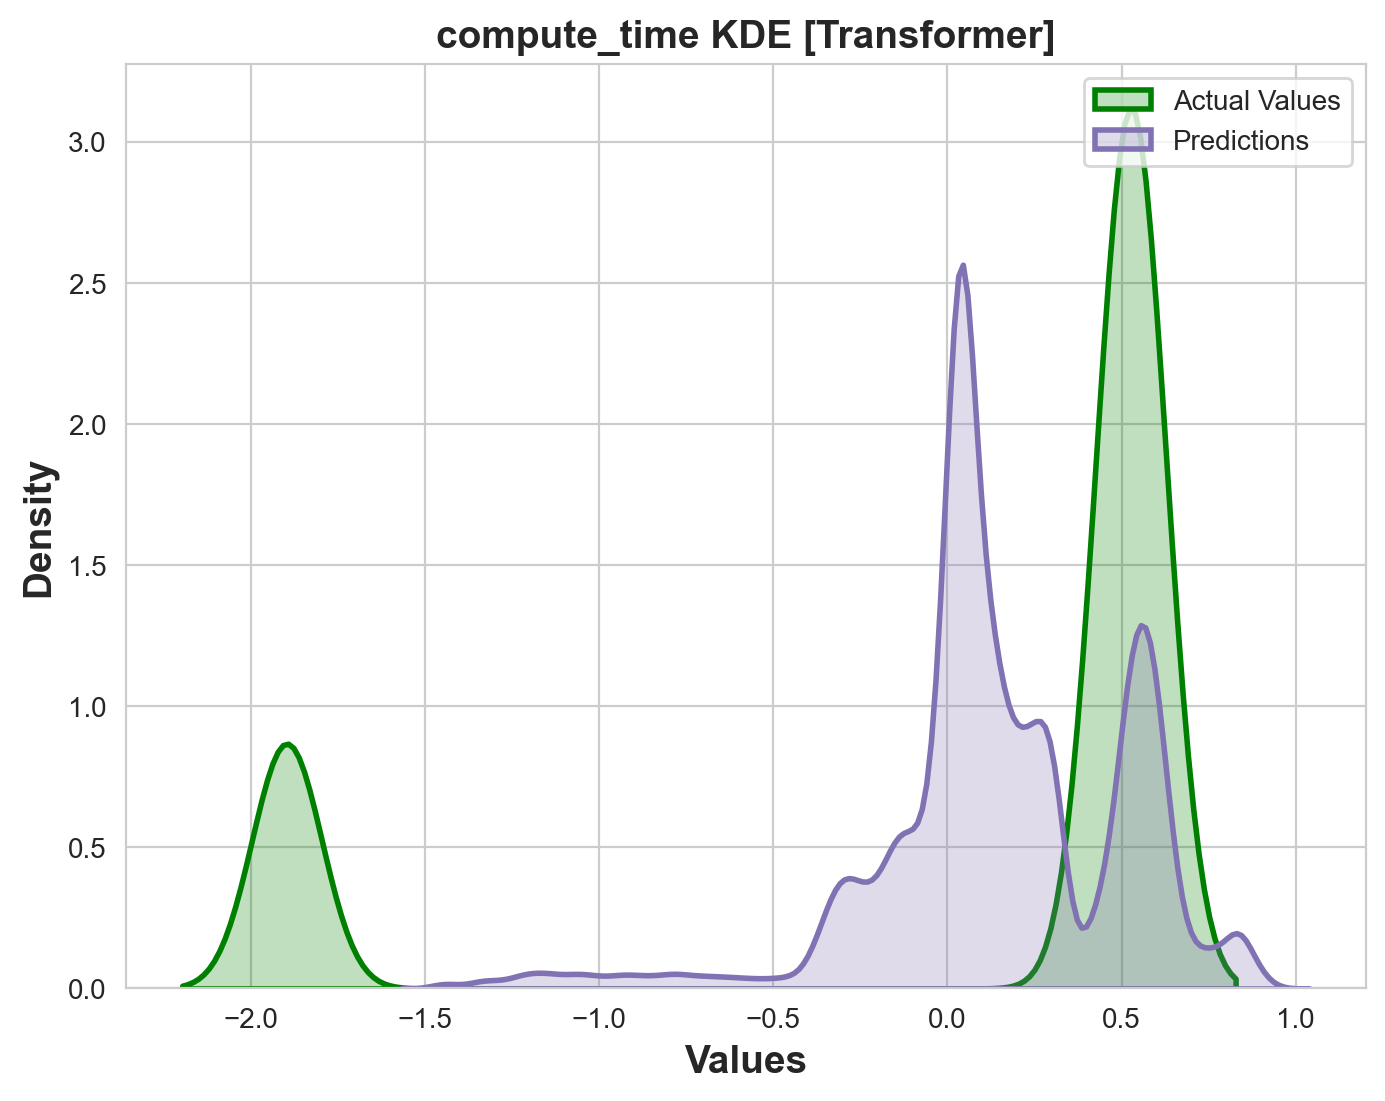 compute_time KDE [Transformer]
Actual Values
Predictions
Density
3.0
2.5
2.0
1.5
1.0
0.5
0.0
−2.0
−1.5
−1.0
−0.5
0.0
0.5
1.0
Values